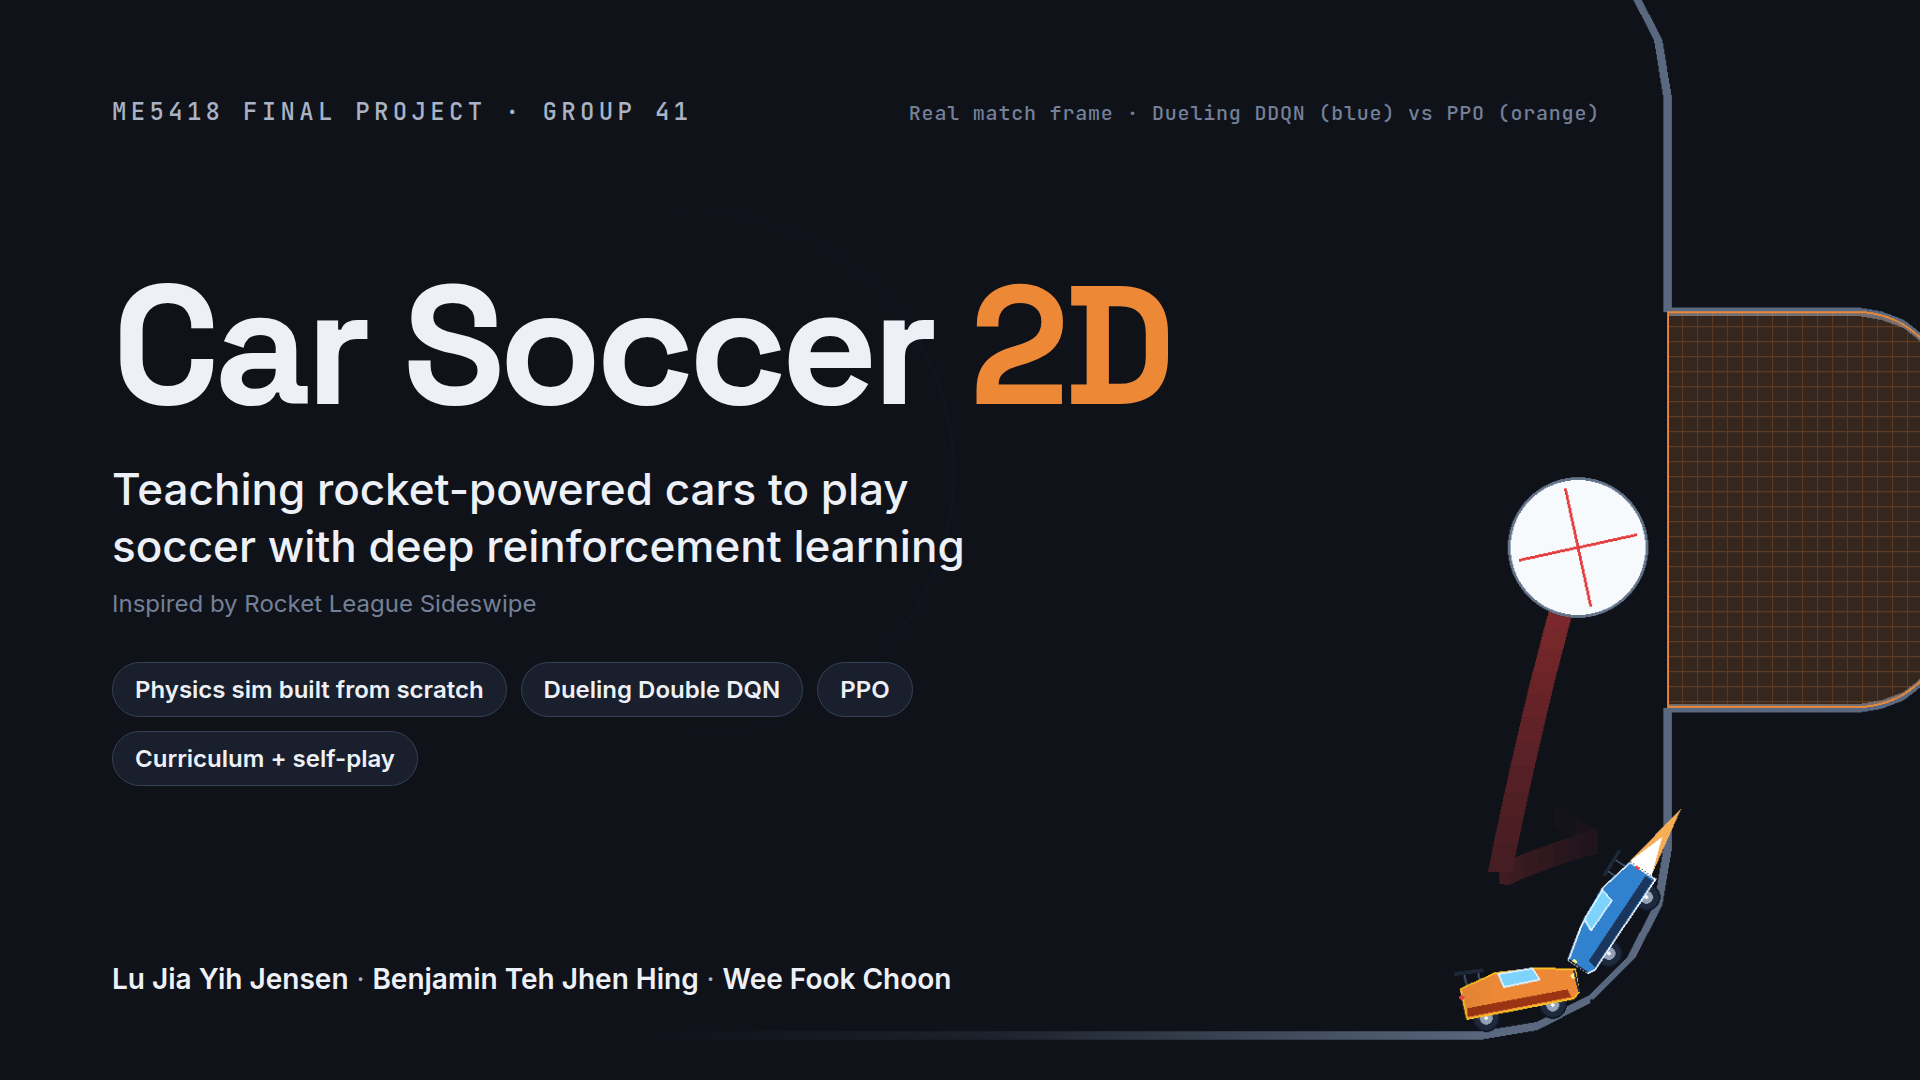 ME5418 FINAL PROJECT · GROUP 41
Real match frame · Dueling DDQN (blue) vs PPO (orange)
Car Soccer 2D
Teaching rocket-powered cars to play
soccer with deep reinforcement learning
Inspired by Rocket League Sideswipe
Physics sim built from scratch
Dueling Double DQN
PPO
Curriculum + self-play
Lu Jia Yih Jensen · Benjamin Teh Jhen Hing · Wee Fook Choon